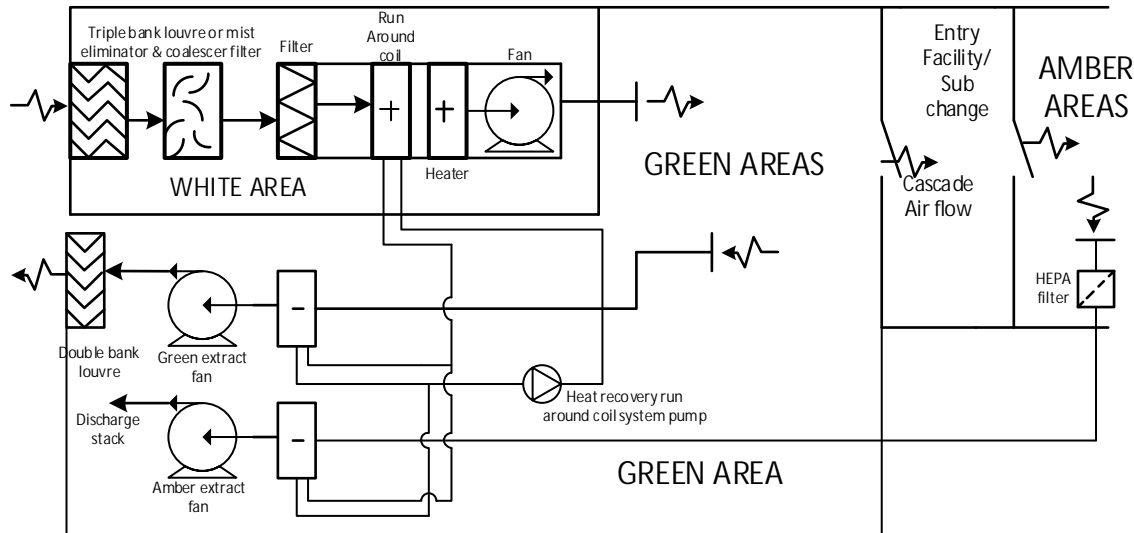 Triple bank louvre or mist
eliminator & coalescer filter
Filter
Run
Around
coil
Fan
Heater
WHITE AREA
GREEN AREAS
Entry
Facility/
Sub
change
AMBER
AREAS
Cascade
Air flow
HEPA
filter
Double bank
louvre
Green extract
fan
Heat recovery run
around coil system pump
Discharge
stack
Amber extract
fan
GREEN AREA